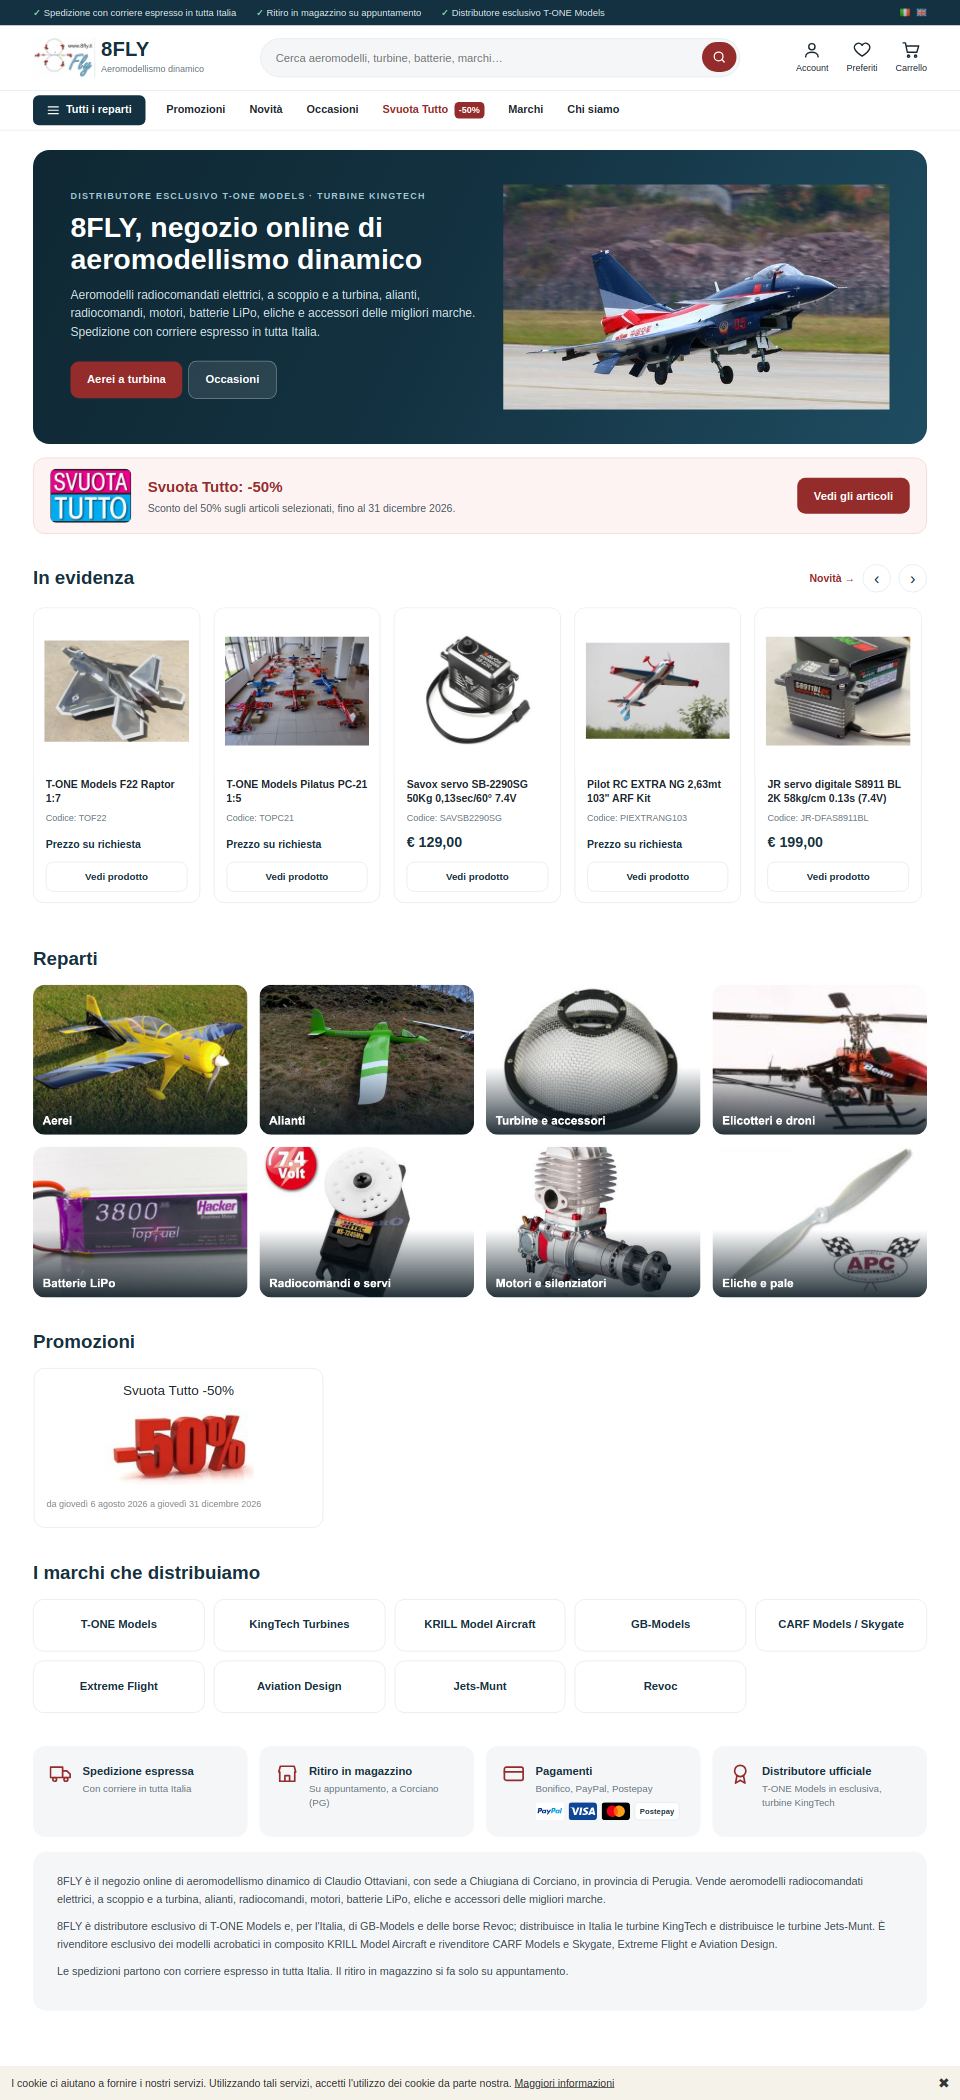 ✓ Spedizione con corriere espresso in tutta Italia ✓ Ritiro in magazzino su appuntamento ✓ Distributore esclusivo T-ONE Models
www.8fly.it
Fly
8FLY
Aeromodellismo dinamico
Cerca aeromodelli, turbine, batterie, marchi…
Account Preferiti Carrello
Tutti i reparti Promozioni Novità Occasioni Svuota Tutto -50% Marchi Chi siamo
DISTRIBUTORE ESCLUSIVO T-ONE MODELS · TURBINE KINGTECH
8FLY, negozio online di
aeromodellismo dinamico
Aeromodelli radiocomandati elettrici, a scoppio e a turbina, alianti,
radiocomandi, motori, batterie LiPo, eliche e accessori delle migliori marche.
Spedizione con corriere espresso in tutta Italia.
Aerei a turbina Occasioni
SVUOTA
TUTTO
Svuota Tutto: -50%
Sconto del 50% sugli articoli selezionati, fino al 31 dicembre 2026.
Vedi gli articoli
In evidenza
Novità → ‹ ›
T-ONE Models F22 Raptor
1:7
Codice: TOF22
Prezzo su richiesta
Vedi prodotto
T-ONE Models Pilatus PC-21
1:5
Codice: TOPC21
Prezzo su richiesta
Vedi prodotto
Savox servo SB-2290SG
50Kg 0,13sec/60° 7.4V
Codice: SAVSB2290SG
€ 129,00
Vedi prodotto
Pilot RC EXTRA NG 2,63mt
103" ARF Kit
Codice: PIEXTRANG103
Prezzo su richiesta
Vedi prodotto
JR servo digitale S8911 BL
2K 58kg/cm 0.13s (7.4V)
Codice: JR-DFAS8911BL
€ 199,00
Vedi prodotto
Reparti
Aerei
Alianti
Turbine e accessori
Beam
Elicotteri e droni
3800
Topfuel
Hacker
Batterie LiPo
7.4
Volt
Radiocomandi e servi
Motori e silenziatori
APC
Eliche e pale
Promozioni
Svuota Tutto -50%
-50%
da giovedì 6 agosto 2026 a giovedì 31 dicembre 2026
I marchi che distribuiamo
T-ONE Models KingTech Turbines KRILL Model Aircraft GB-Models CARF Models / Skygate
Extreme Flight Aviation Design Jets-Munt Revoc
Spedizione espressa
Con corriere in tutta Italia
Ritiro in magazzino
Su appuntamento, a Corciano
(PG)
Pagamenti
Bonifico, PayPal, Postepay
PayPal VISA Postepay
Distributore ufficiale
T-ONE Models in esclusiva,
turbine KingTech
8FLY è il negozio online di aeromodellismo dinamico di Claudio Ottaviani, con sede a Chiugiana di Corciano, in provincia di Perugia. Vende aeromodelli radiocomandati
elettrici, a scoppio e a turbina, alianti, radiocomandi, motori, batterie LiPo, eliche e accessori delle migliori marche.
8FLY è distributore esclusivo di T-ONE Models e, per l'Italia, di GB-Models e delle borse Revoc; distribuisce in Italia le turbine KingTech e distribuisce le turbine Jets-Munt. È
rivenditore esclusivo dei modelli acrobatici in composito KRILL Model Aircraft e rivenditore CARF Models e Skygate, Extreme Flight e Aviation Design.
Le spedizioni partono con corriere espresso in tutta Italia. Il ritiro in magazzino si fa solo su appuntamento.
I cookie ci aiutano a fornire i nostri servizi. Utilizzando tali servizi, accetti l'utilizzo dei cookie da parte nostra. Maggiori informazioni ✖